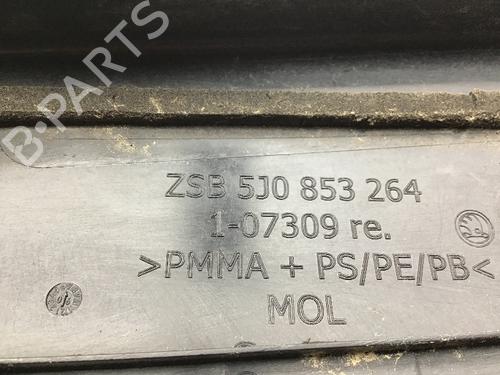 B-PARTS
ZSB 5J0 853 264
1-07309 re.
>PMMA + PS/PE/PB<
MOL